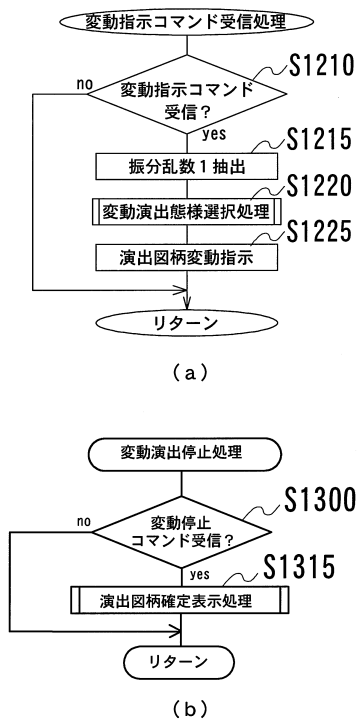 変動指示コマンド受信処理
S1210
no
変動指示コマンド
受信？
yes
S1215
振分乱数１抽出
S1220
変動演出態様選択処理
S1225
演出図柄変動指示
リターン
（a）
変動演出停止処理
S1300
no
変動停止
コマンド受信？
yes
S1315
演出図柄確定表示処理
リターン
（b）